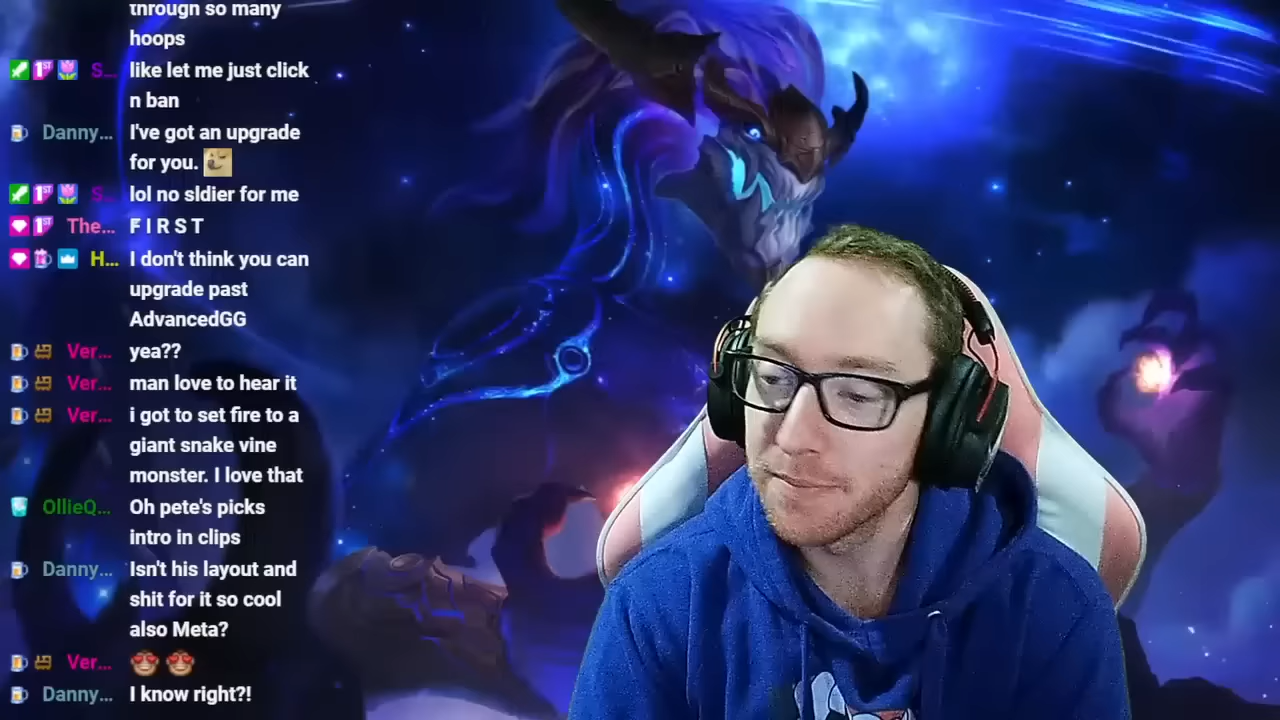 through so many
hoops
S... like let me just click
n ban
Danny... I've got an upgrade
for you.
S... lol no sldier for me
The... F I R S T
H... I don't think you can
upgrade past
AdvancedGG
Ver... yea??
Ver... man love to hear it
Ver... i got to set fire to a
giant snake vine
monster. I love that
OllieQ... Oh pete's picks
intro in clips
Danny... Isn't his layout and
shit for it so cool
also Meta?
Ver...
Danny... I know right?!